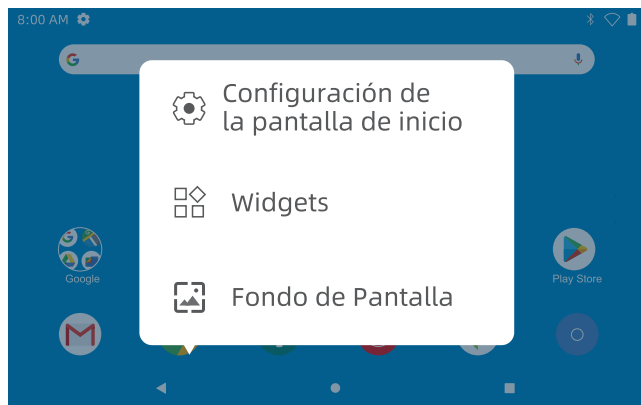 8:00 AM
Configuración de
la pantalla de inicio
Widgets
Fondo de Pantalla
Google
Play Store